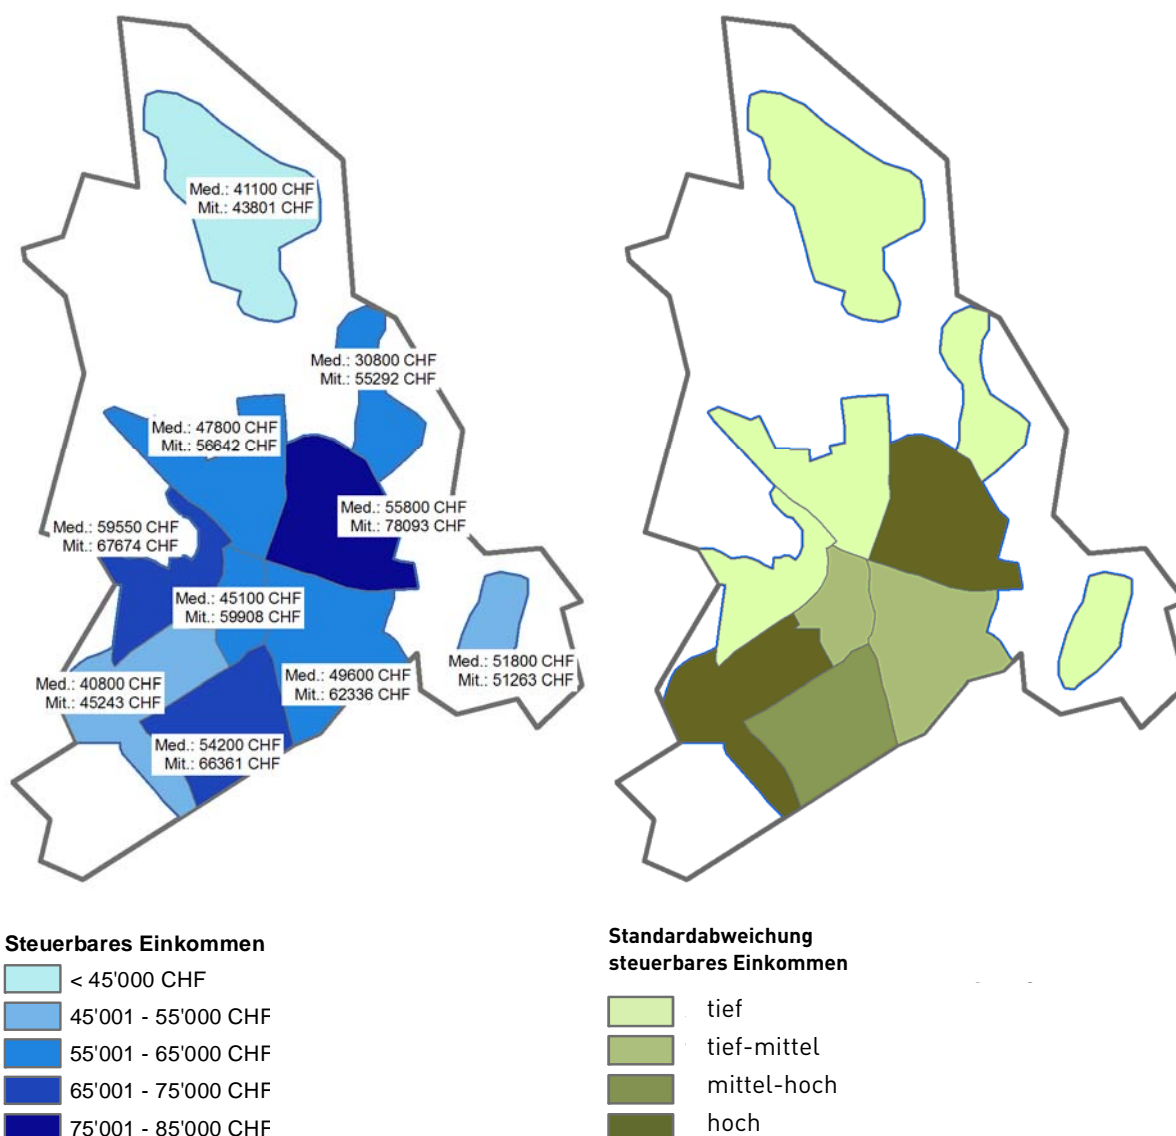 Med.: 41100 CHF
Mit.: 43801 CHF
Med.: 30800 CHF
Mit.: 55292 CHF
Med.: 47800 CHF
Mit.: 56642 CHF
Med.: 55800 CHF
Mit.: 78093 CHF
Med.: 59550 CHF
Mit.: 67674 CHF
Med.: 45100 CHF
Mit.: 59908 CHF
Med.: 51800 CHF
Mit.: 51263 CHF
Med.: 49600 CHF
Mit.: 62336 CHF
Med.: 40800 CHF
Mit.: 45243 CHF
Med.: 54200 CHF
Mit.: 66361 CHF
Steuerbares Einkommen
< 45'000 CHF
45'001 - 55'000 CHF
55'001 - 65'000 CHF
65'001 - 75'000 CHF
75'001 - 85'000 CHF
Standardabweichung
steuerbares Einkommen
tief
tief-mittel
mittel-hoch
hoch